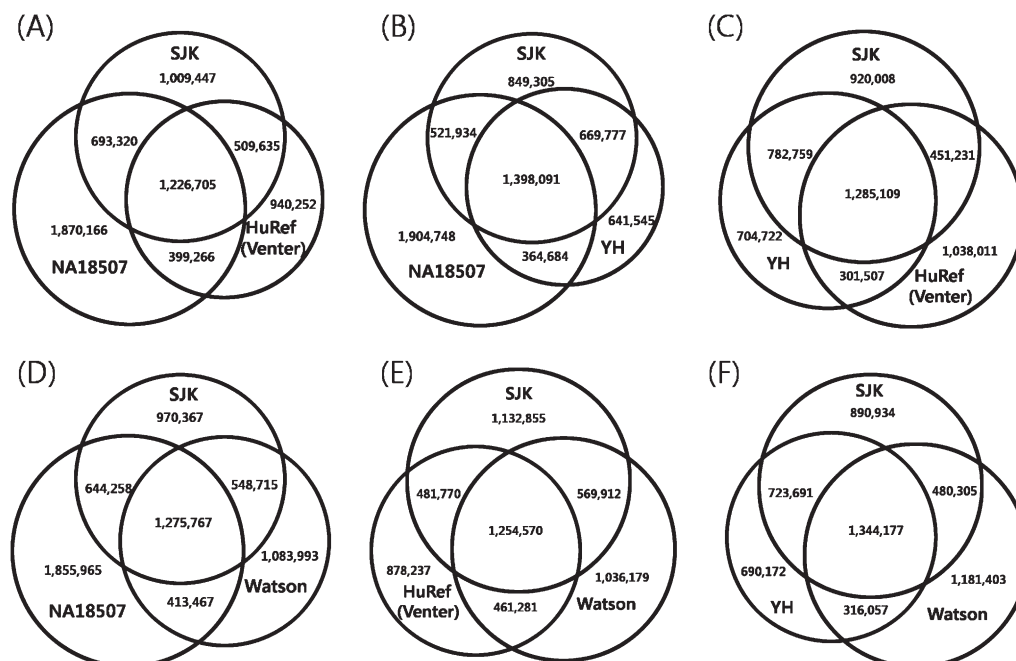 (A)
SJK
1,009,447
693,320
509,635
1,226,705
940,252
1,870,166
HuRef
(Venter)
NA18507
399,266
(B)
SJK
849,305
521,934
669,777
1,398,091
641,545
1,904,748
YH
NA18507
364,684
(C)
SJK
920,008
782,759
451,231
1,285,109
704,722
1,038,011
YH
301,507
HuRef
(Venter)
(D)
SJK
970,367
644,258
548,715
1,275,767
1,083,993
1,855,965
Watson
NA18507
413,467
(E)
SJK
1,132,855
481,770
569,912
1,254,570
878,237
1,036,179
HuRef
(Venter)
461,281
Watson
(F)
SJK
890,934
723,691
480,305
1,344,177
690,172
1,181,403
YH
316,057
Watson